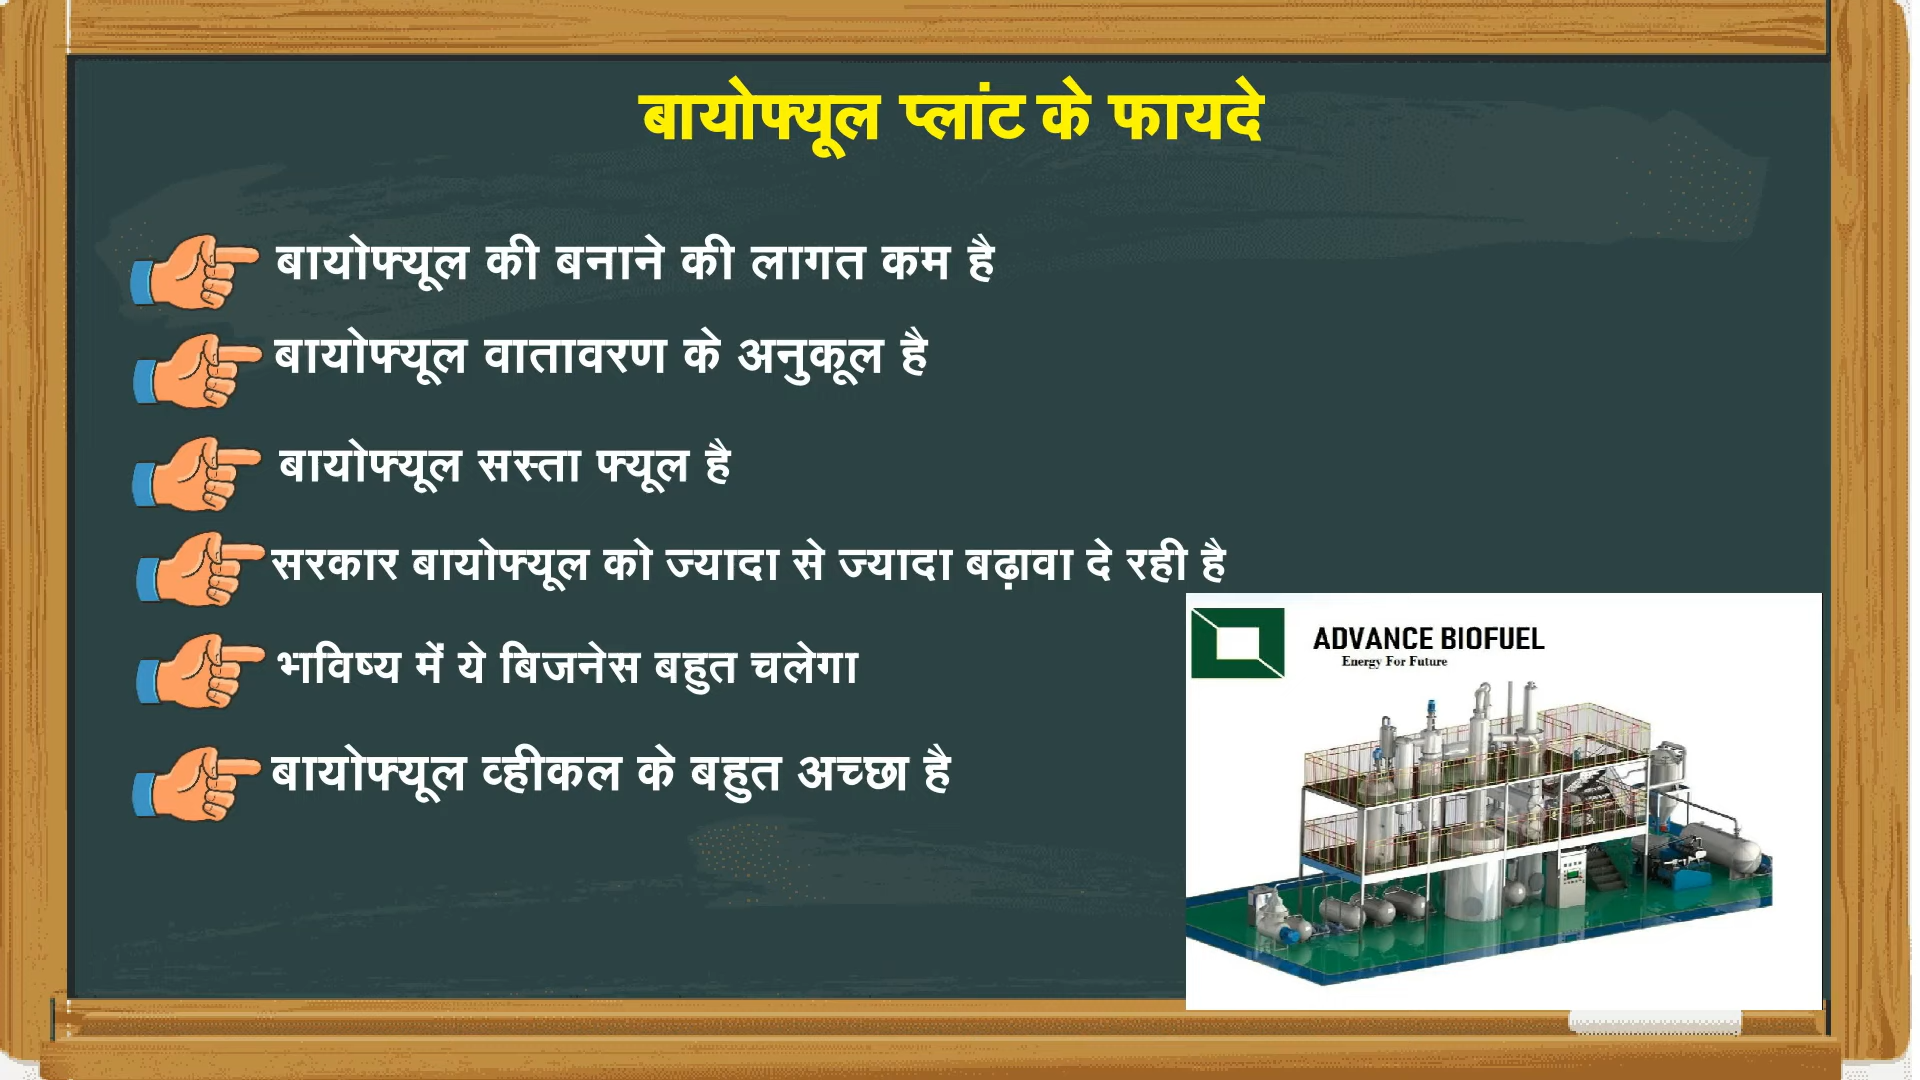 बायोफ्यूल प्लांट के फायदे
बायोफ्यूल की बनाने की लागत कम है
बायोफ्यूल वातावरण के अनुकूल है
बायोफ्यूल सस्ता फ्यूल है
सरकार बायोफ्यूल को ज्यादा से ज्यादा बढ़ावा दे रही है
भविष्य में ये बिजनेस बहुत चलेगा
बायोफ्यूल व्हीकल के बहुत अच्छा है
ADVANCE BIOFUEL
Energy For Future